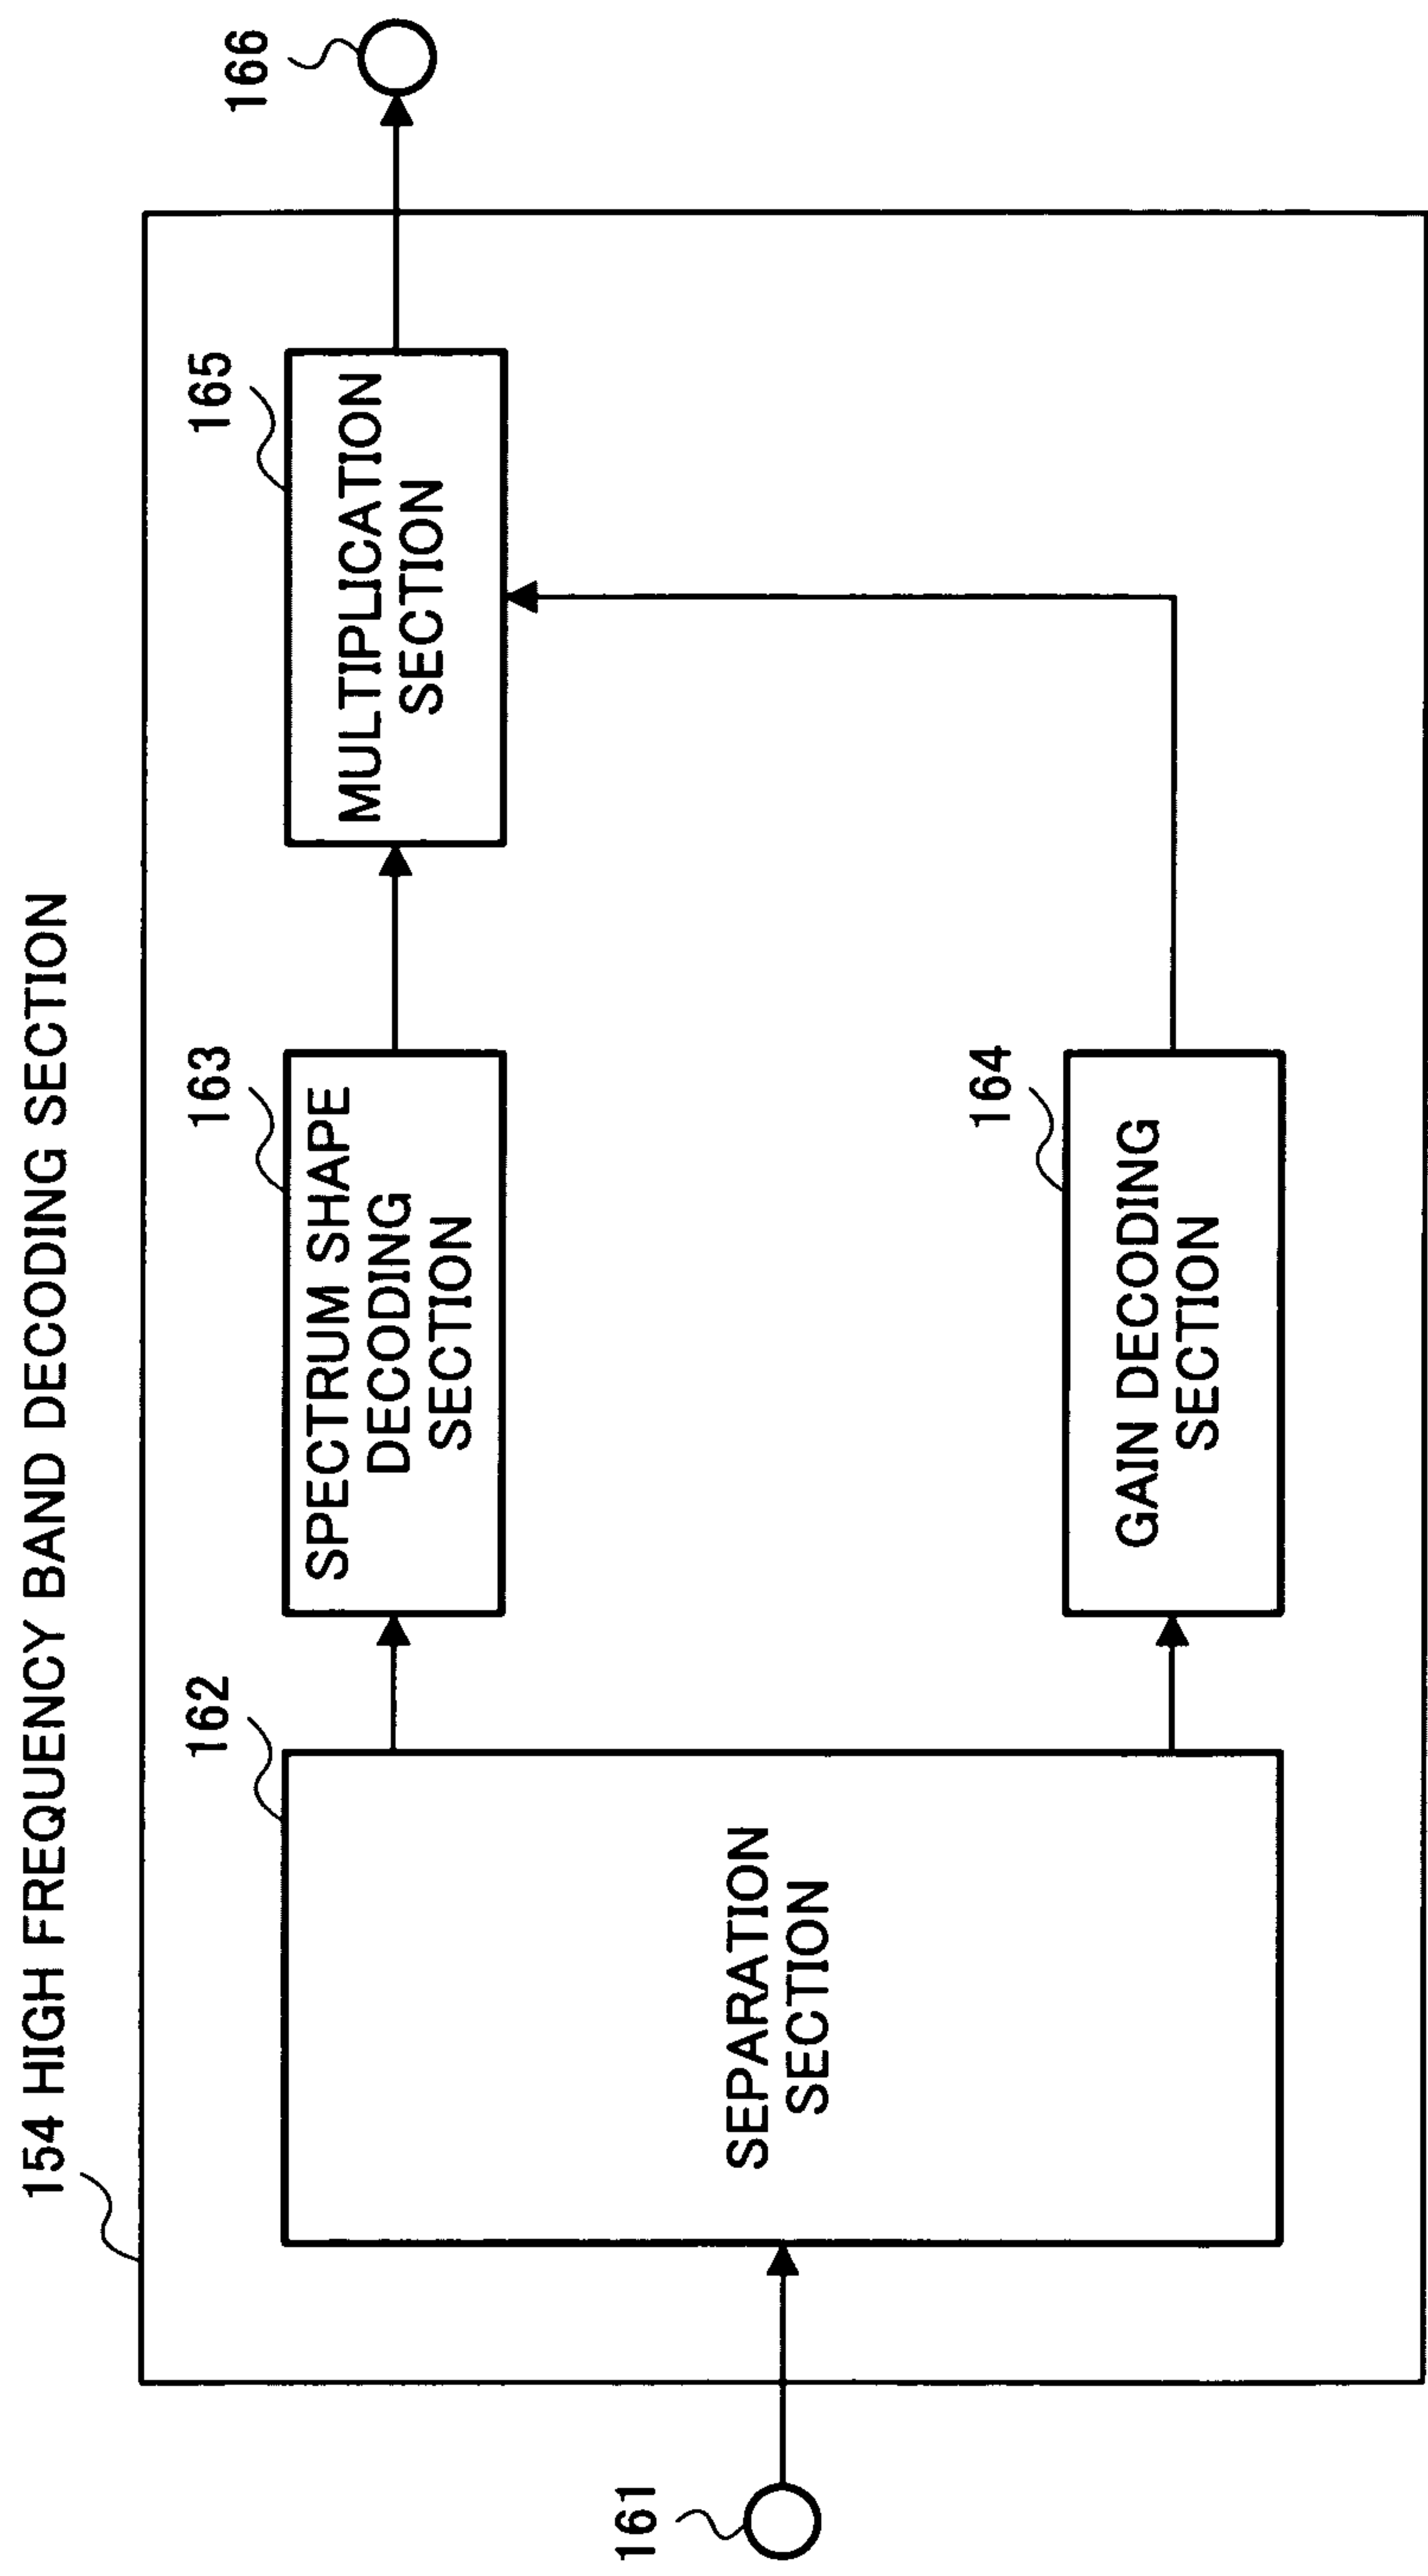 154 HIGH FREQUENCY BAND DECODING SECTION
161
162
SEPARATION
SECTION
163
SPECTRUM SHAPE
DECODING
SECTION
164
GAIN DECODING
SECTION
165
MULTIPLICATION
SECTION
166